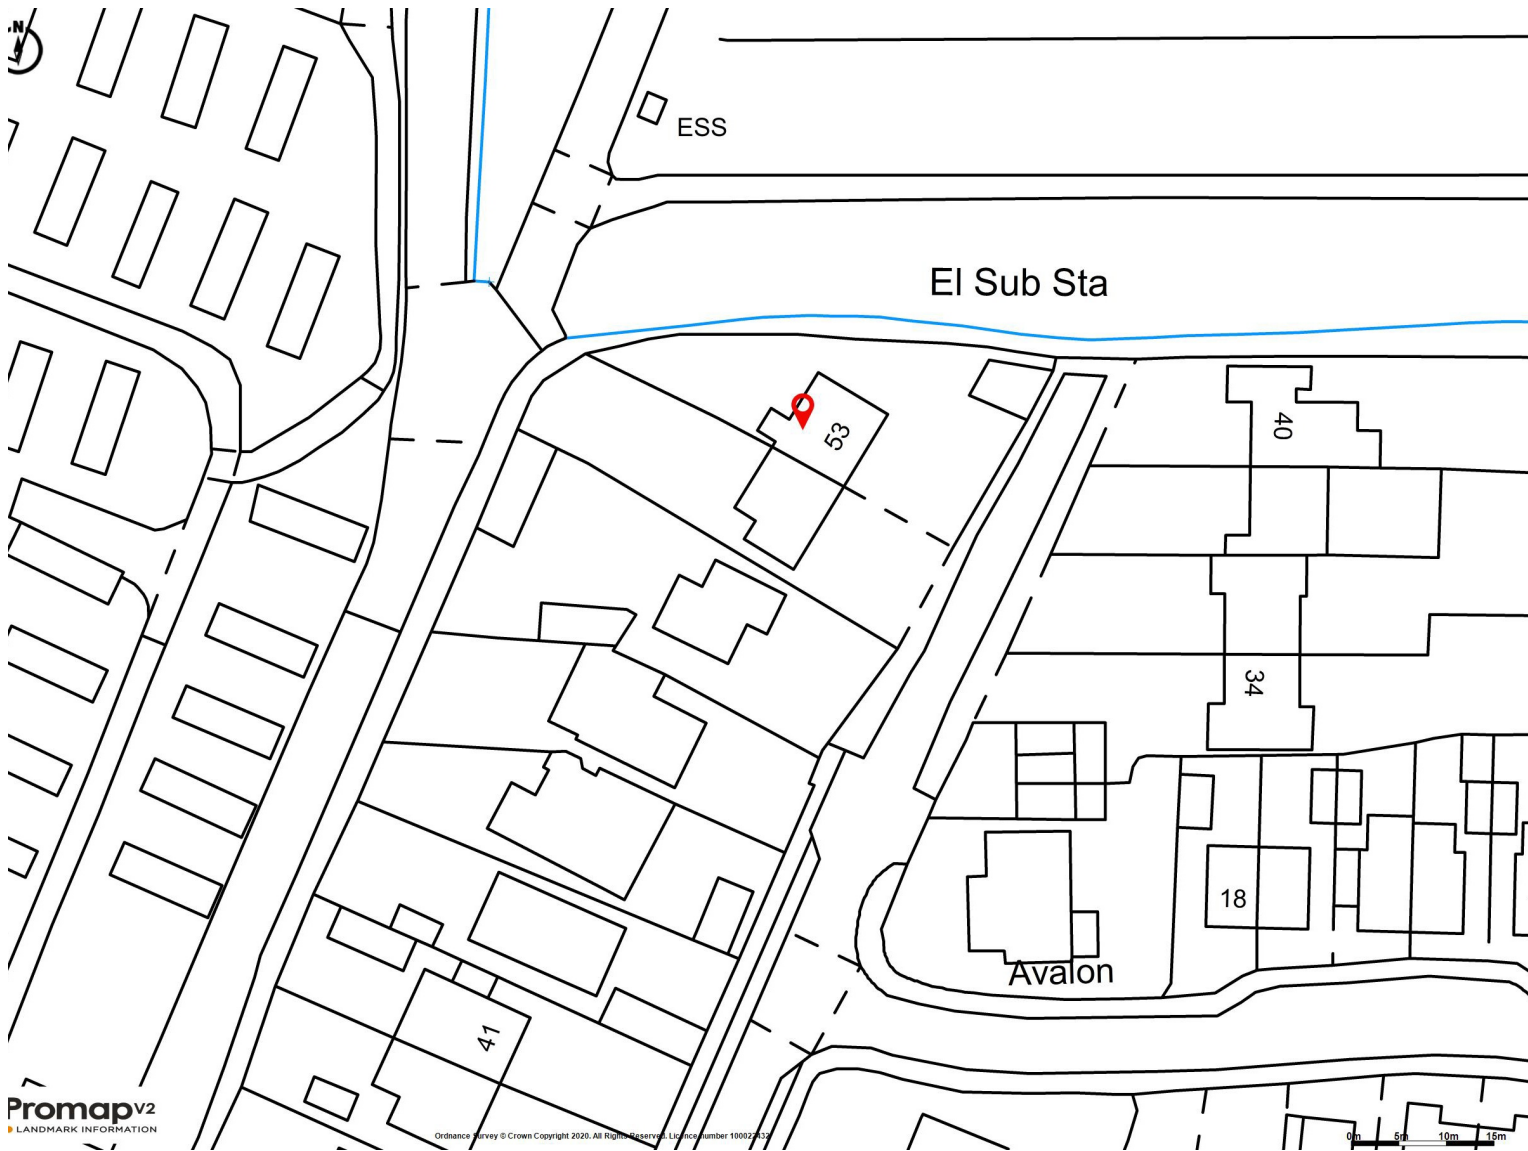 N
ESS
El Sub Sta
53
40
34
18
Avalon
41
Promap V2
LANDMARK INFORMATION
Ordnance Survey © Crown Copyright 2020. All Rights Reserved. Licence number 100022432
0m 5m 10m 15m